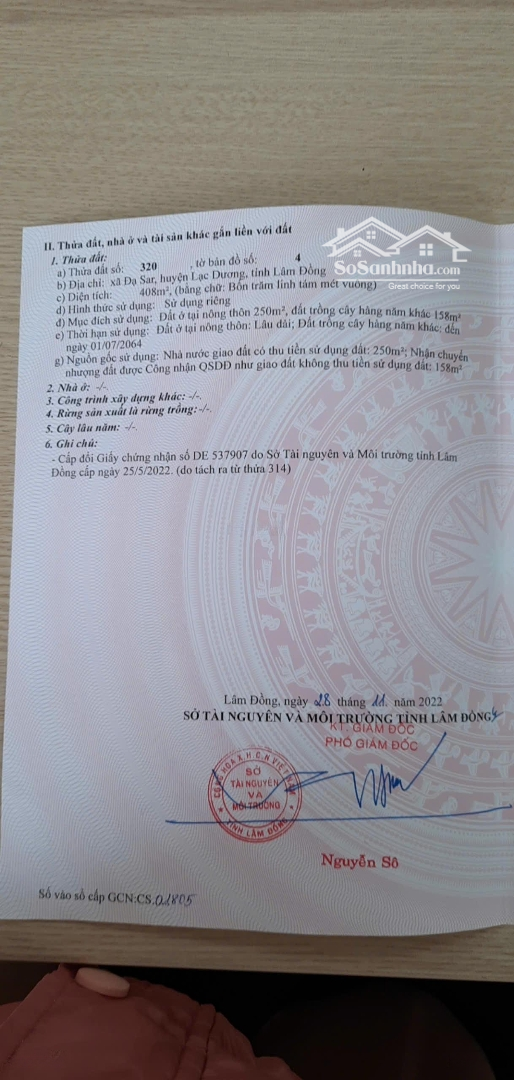 II. Thửa đất, nhà ở và tài sản khác gắn liền với đất
1. Thửa đất:
a) Thửa đất số: 320 tờ bản đồ số: 4
b) Địa chỉ: xã Đạ Sar, huyện Lạc Dương, tỉnh Lâm Đồng
c) Diện tích: 408m², (bằng chữ: Bốn trăm linh tám mét vuông)
d) Hình thức sử dụng: Sử dụng riêng
đ) Mục đích sử dụng: Đất ở tại nông thôn 250m², đất trồng cây hàng năm khác 158m²
e) Thời hạn sử dụng: Đất ở tại nông thôn: Lâu dài; Đất trồng cây hàng năm khác: đến
ngày 01/07/2064
g) Nguồn gốc sử dụng: Nhà nước giao đất có thu tiền sử dụng đất: 250m²; Nhận chuyển
nhượng đất được Công nhận QSDĐ như giao đất không thu tiền sử dụng đất: 158m²
2. Nhà ở: -/-.
3. Công trình xây dựng khác: -/-.
4. Rừng sản xuất là rừng trồng:-/-.
5. Cây lâu năm: -/-.
6. Ghi chú:
- Cấp đổi Giấy chứng nhận số DE 537907 do Sở Tài nguyên và Môi trường tỉnh Lâm
Đồng cấp ngày 25/5/2022. (do tách ra từ thửa 314)
SoSanhnha.com
Great choice for you
Lâm Đồng, ngày 28 tháng 11. năm 2022
SỞ TÀI NGUYÊN VÀ MÔI TRƯỜNG TỈNH LÂM ĐỒNG
KT. GIÁM ĐỐC
PHÓ GIÁM ĐỐC
CỘNG HÒA X.H.C.N VIỆT NAM
SỞ
TÀI NGUYÊN
VÀ
MÔI TRƯỜNG
TỈNH LÂM ĐỒNG
Nguyễn Sô
Số vào sổ cấp GCN:CS.01805